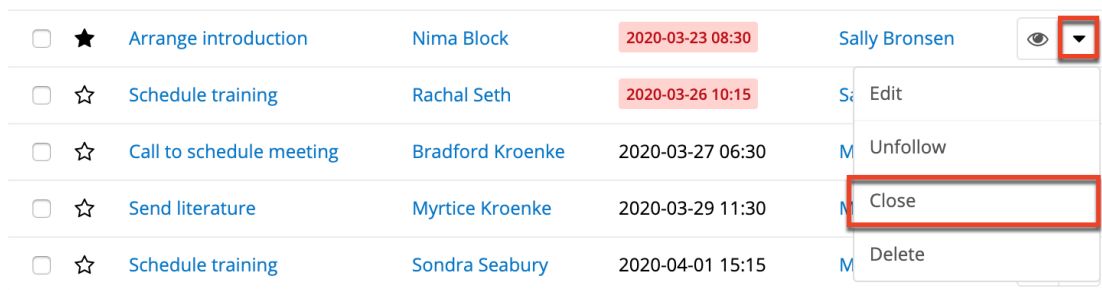 Arrange introduction Nima Block 2020-03-23 08:30 Sally Bronsen
Schedule training Rachal Seth 2020-03-26 10:15
Edit
Call to schedule meeting Bradford Kroenke 2020-03-27 06:30
Unfollow
Send literature Myrtice Kroenke 2020-03-29 11:30
Close
Schedule training Sondra Seabury 2020-04-01 15:15
Delete